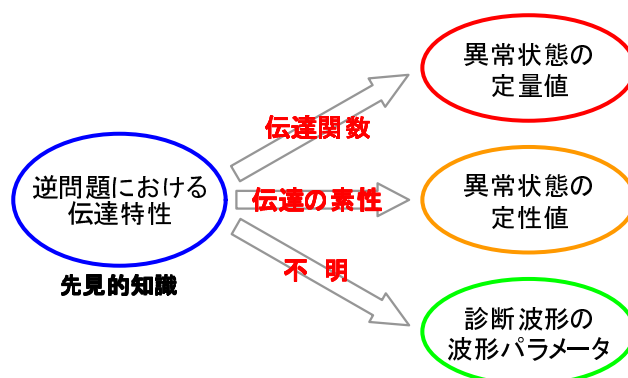 逆問題における
伝達特性
先見的知識
伝達関数
伝達の素性
不 明
異常状態の
定量値
異常状態の
定性値
診断波形の
波形パラメータ